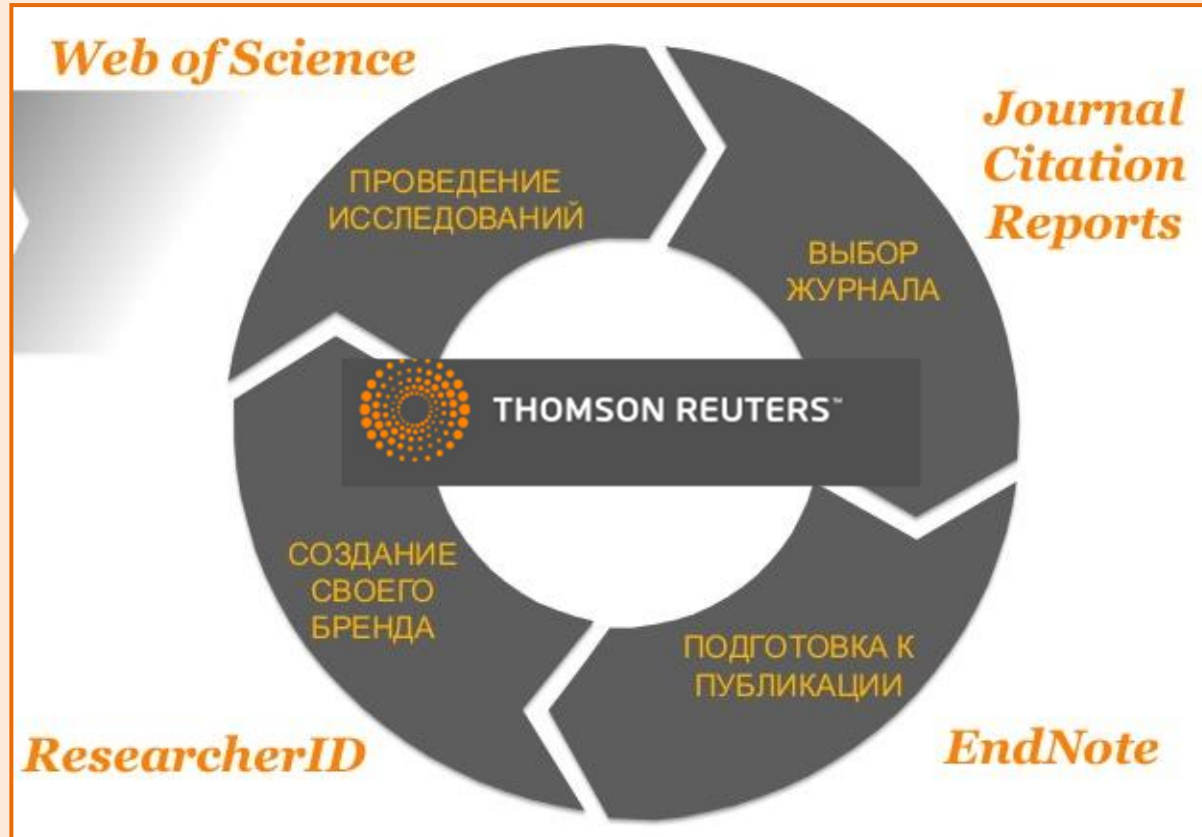 Web of Science
Journal
Citation
Reports
ПРОВЕДЕНИЕ
ИССЛЕДОВАНИЙ
ВЫБОР
ЖУРНАЛА
THOMSON REUTERS™
СОЗДАНИЕ
СВОЕГО
БРЕНДА
ПОДГОТОВКА К
ПУБЛИКАЦИИ
ResearcherID
EndNote